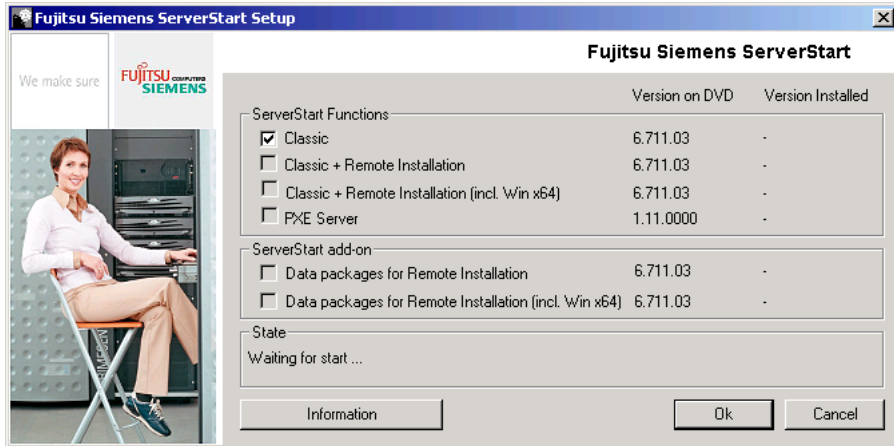 Fujitsu Siemens ServerStart Setup
We make sure
FUJITSU COMPUTERS
SIEMENS
Fujitsu Siemens ServerStart
Version on DVD Version Installed
ServerStart Functions
Classic 6.711.03 -
Classic + Remote Installation 6.711.03 -
Classic + Remote Installation (incl. Win x64) 6.711.03 -
PXE Server 1.11.0000 -
ServerStart add-on
Data packages for Remote Installation 6.711.03 -
Data packages for Remote Installation (incl. Win x64) 6.711.03 -
State
Waiting for start ...
Information Ok Cancel